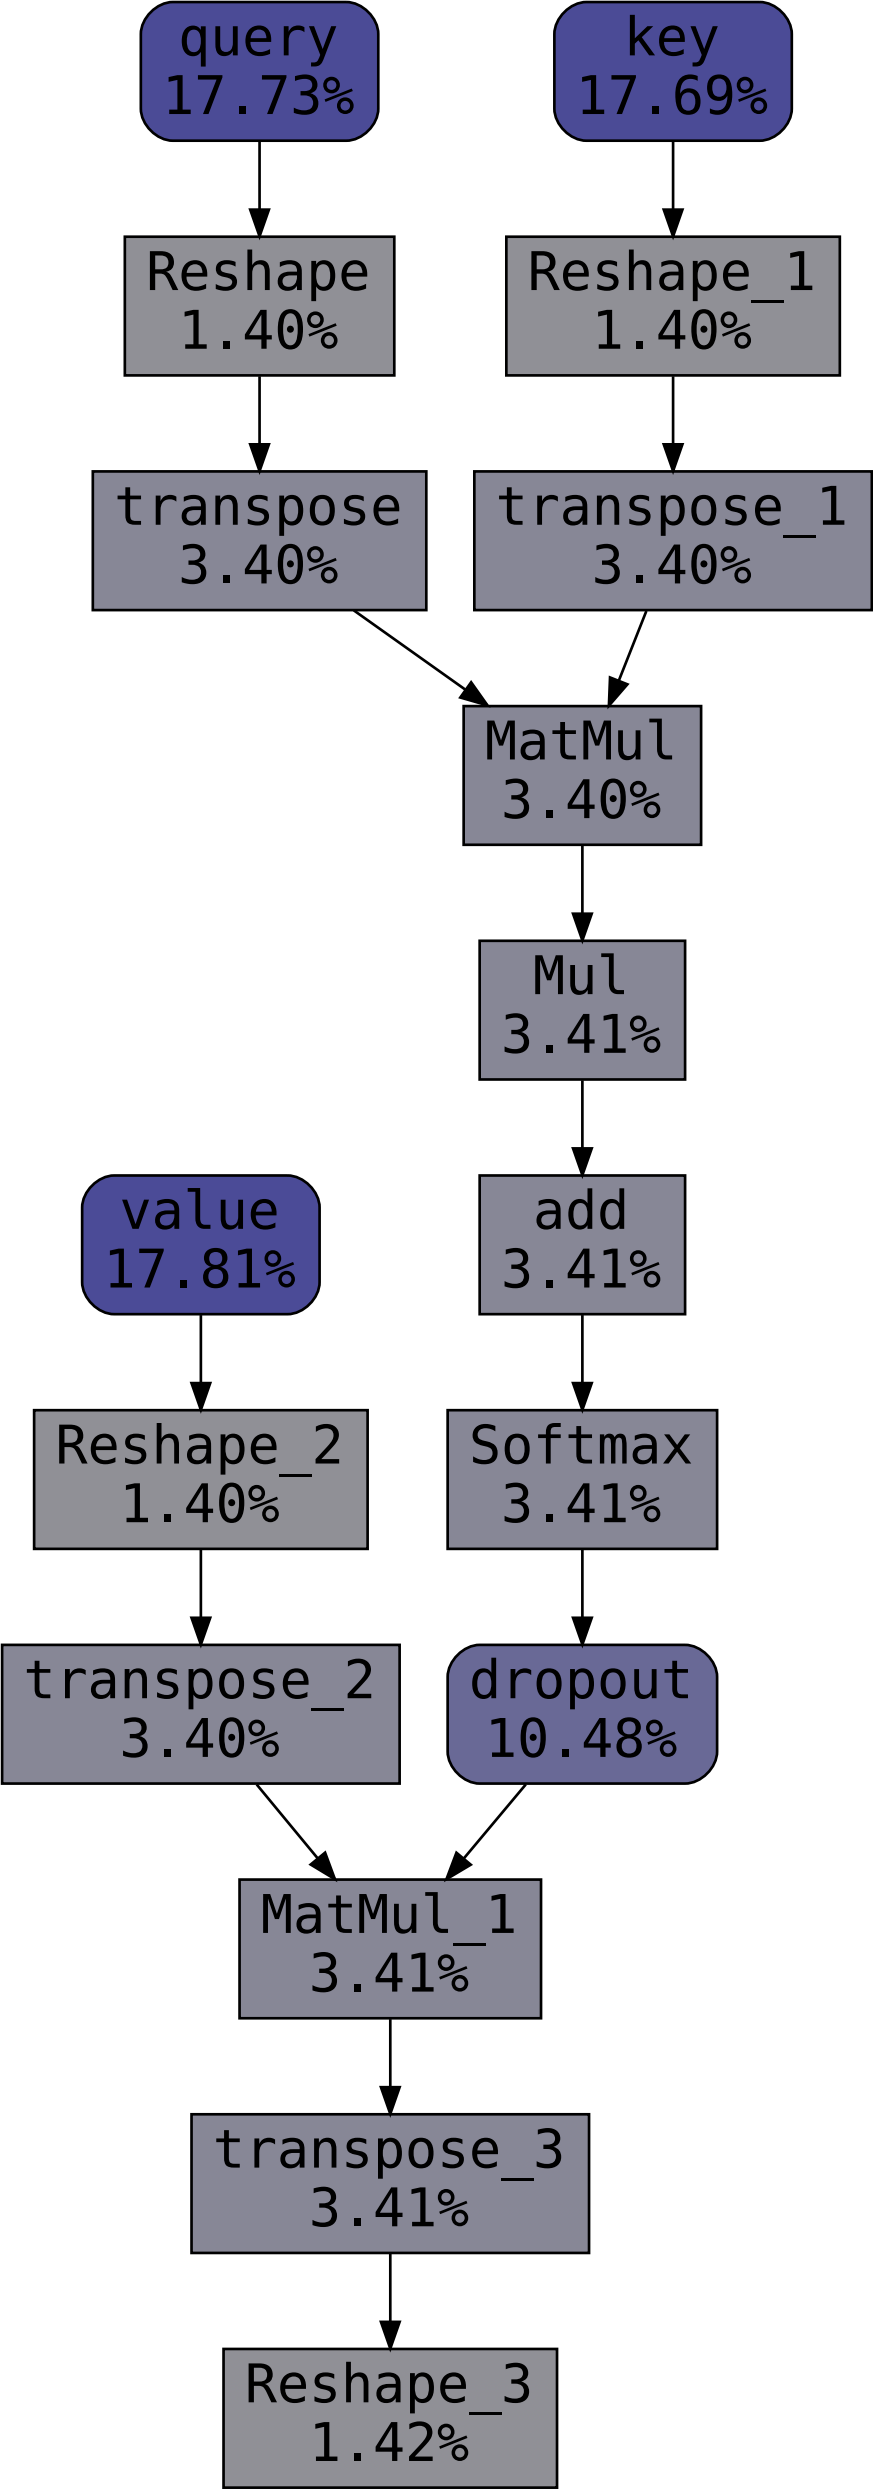 query
17.73%
key
17.69%
Reshape
1.40%
Reshape_1
1.40%
transpose
3.40%
transpose_1
3.40%
MatMul
3.40%
Mul
3.41%
add
3.41%
value
17.81%
Reshape_2
1.40%
Softmax
3.41%
transpose_2
3.40%
dropout
10.48%
MatMul_1
3.41%
transpose_3
3.41%
Reshape_3
1.42%